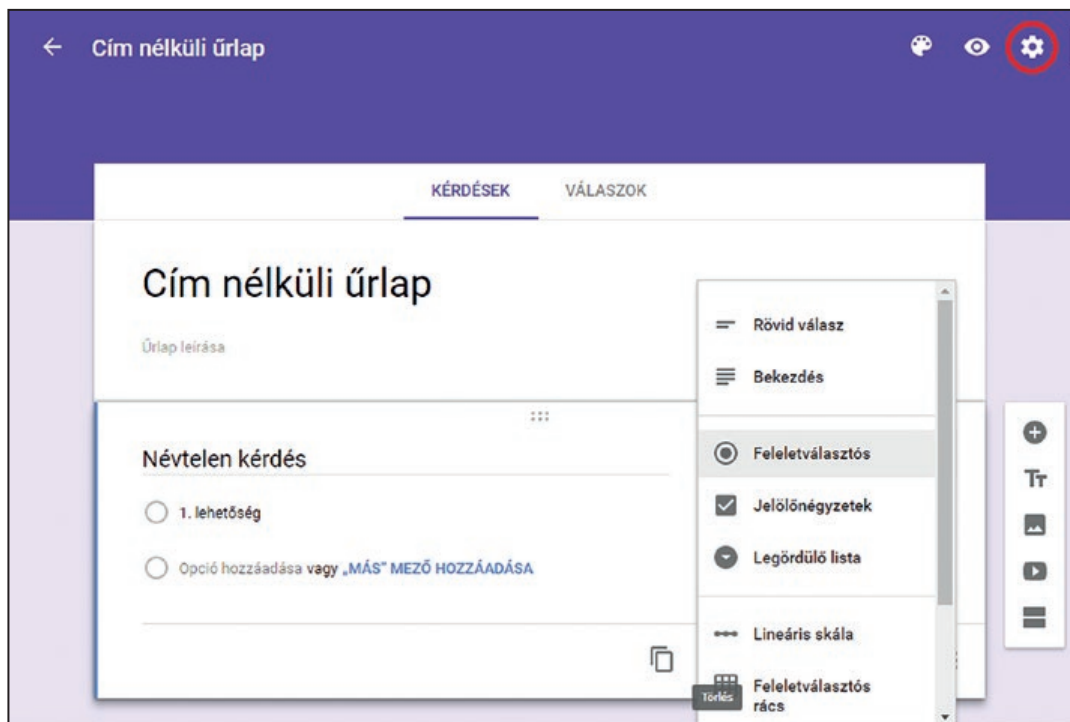 Cím nélküli űrlap
KÉRDÉSEK VÁLASZOK
Cím nélküli űrlap
Űrlap leírása
Névtelen kérdés
1. lehetőség
Opció hozzáadása vagy „MÁS” MEZŐ HOZZÁADÁSA
Rövid válasz
Bekezdés
Feleletválasztós
Jelölőnégyzetek
Legördülő lista
Lineáris skála
Feleletválasztós
rács
Törlés
Tт